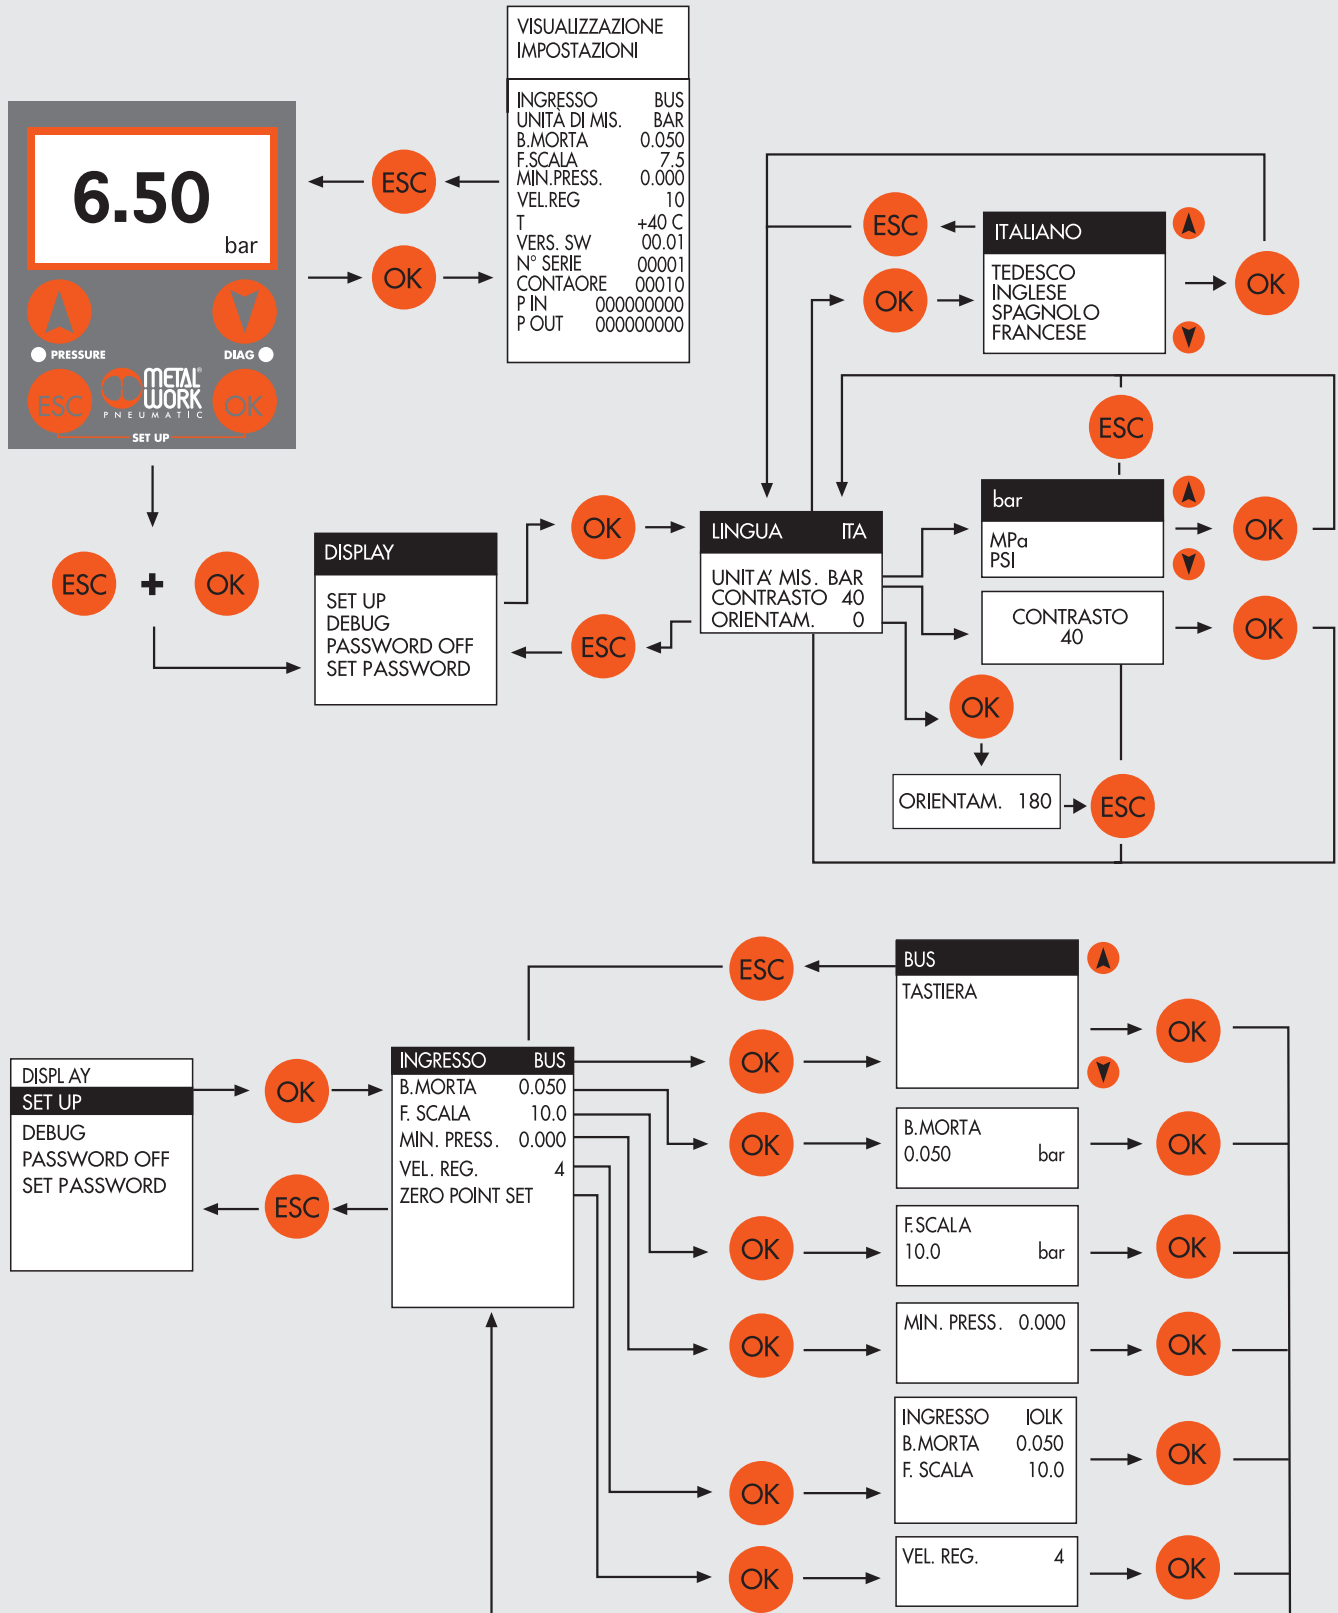 VISUALIZZAZIONE
IMPOSTAZIONI
INGRESSO BUS
UNITÀ DI MIS. BAR
B.MORTA 0.050
F.SCALA 7.5
MIN.PRESS. 0.000
VEL.REG 10
T +40 C
VERS. SW 00.01
N° SERIE 00001
CONTAORE 00010
P IN 000000000
P OUT 000000000
6.50
bar
PRESSURE
DIAG
ESC
METAL®
WORK
PNEUMATIC
OK
SET UP
ESC
OK
ESC
OK
ITALIANO
TEDESCO
INGLESE
SPAGNOLO
FRANCESE
OK
ESC
ESC
+
OK
DISPLAY
SET UP
DEBUG
PASSWORD OFF
SET PASSWORD
OK
ESC
LINGUA ITA
UNITA' MIS. BAR
CONTRASTO 40
ORIENTAM. 0
bar
MPa
PSI
OK
CONTRASTO
40
OK
OK
ORIENTAM. 180
ESC
DISPLAY
SET UP
DEBUG
PASSWORD OFF
SET PASSWORD
OK
ESC
INGRESSO BUS
B.MORTA 0.050
F. SCALA 10.0
MIN. PRESS. 0.000
VEL. REG. 4
ZERO POINT SET
ESC
BUS
TASTIERA
OK
OK
OK
B.MORTA
0.050 bar
OK
OK
F.SCALA
10.0 bar
OK
OK
MIN. PRESS. 0.000
OK
OK
INGRESSO IOLK
B.MORTA 0.050
F. SCALA 10.0
OK
OK
VEL. REG. 4
OK